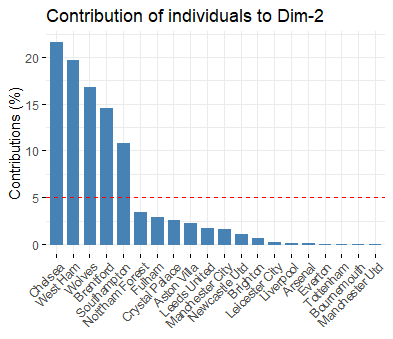 Contribution of individuals to Dim-2
Contributions (%)
20
15
10
5
0
Chelsea
West Ham
Wolves
Brentford
Southampton
Nottham Forest
Fulham
Crystal Palace
Aston Villa
Leeds United
Manchester City
Newcastle Utd
Brighton
Leicester City
Liverpool
Arsenal
Everton
Tottenham
Bournemouth
Manchester Utd